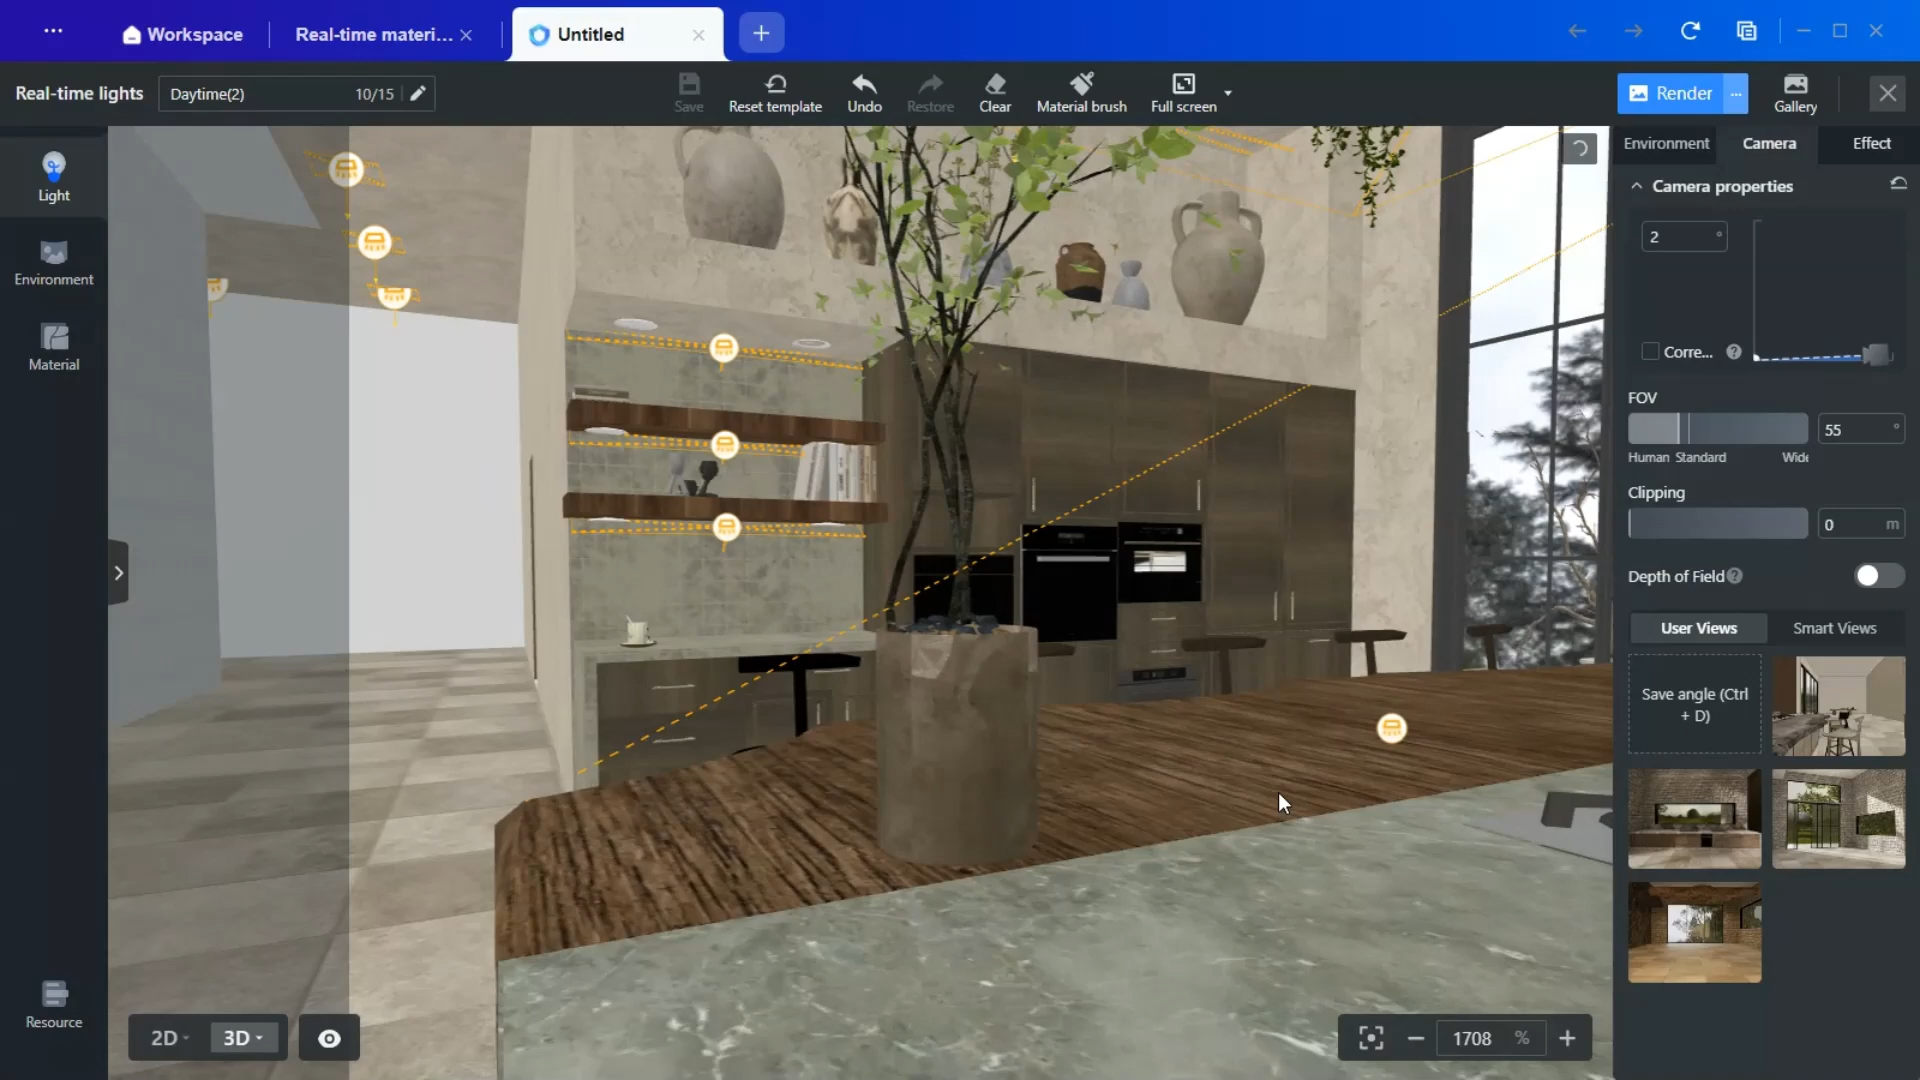 Workspace
Real-time materi...
Untitled
Real-time lights
Daytime(2) 10/15
Save
Reset template
Undo
Restore
Clear
Material brush
Full screen
Render
Gallery
Light
Environment
Material
Resource
Environment
Camera
Effect
Camera properties
2 °
Corre...
FOV
55 °
Human Standard Wide
Clipping
0 m
Depth of Field
User Views
Smart Views
Save angle (Ctrl
+ D)
2D
3D
1708 %